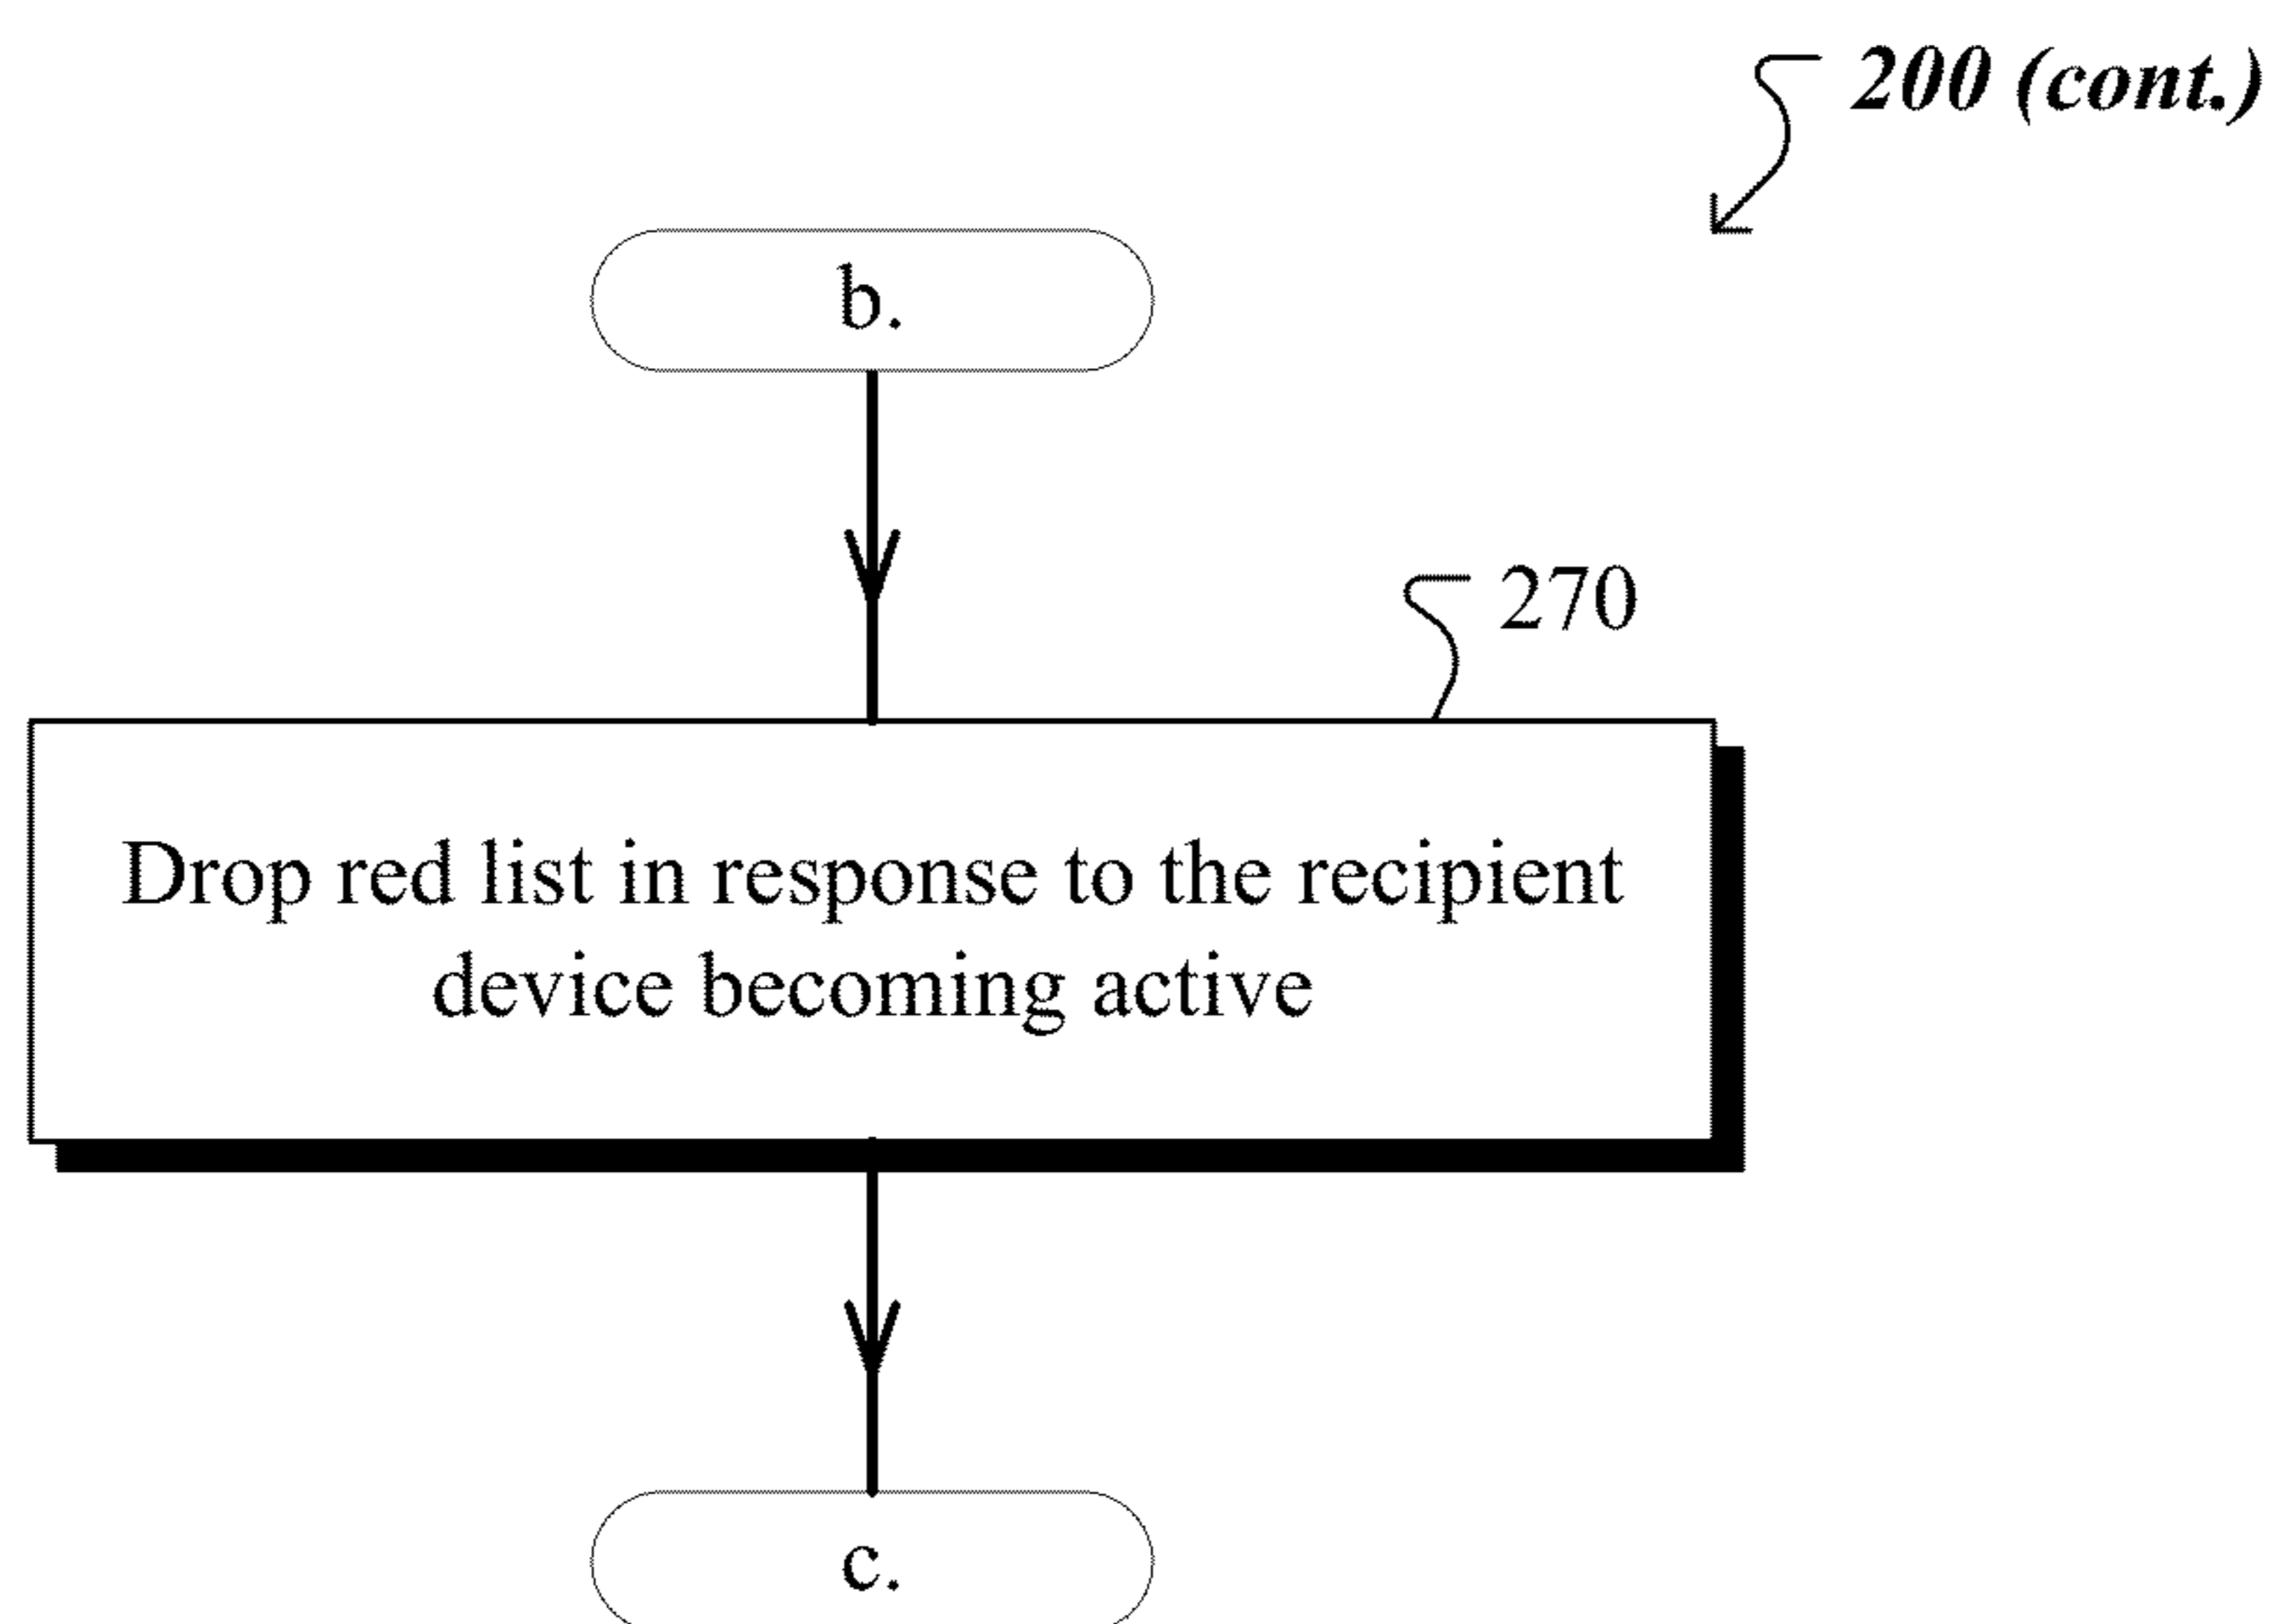 200 (cont.)
b.
270
Drop red list in response to the recipient
device becoming active
c.